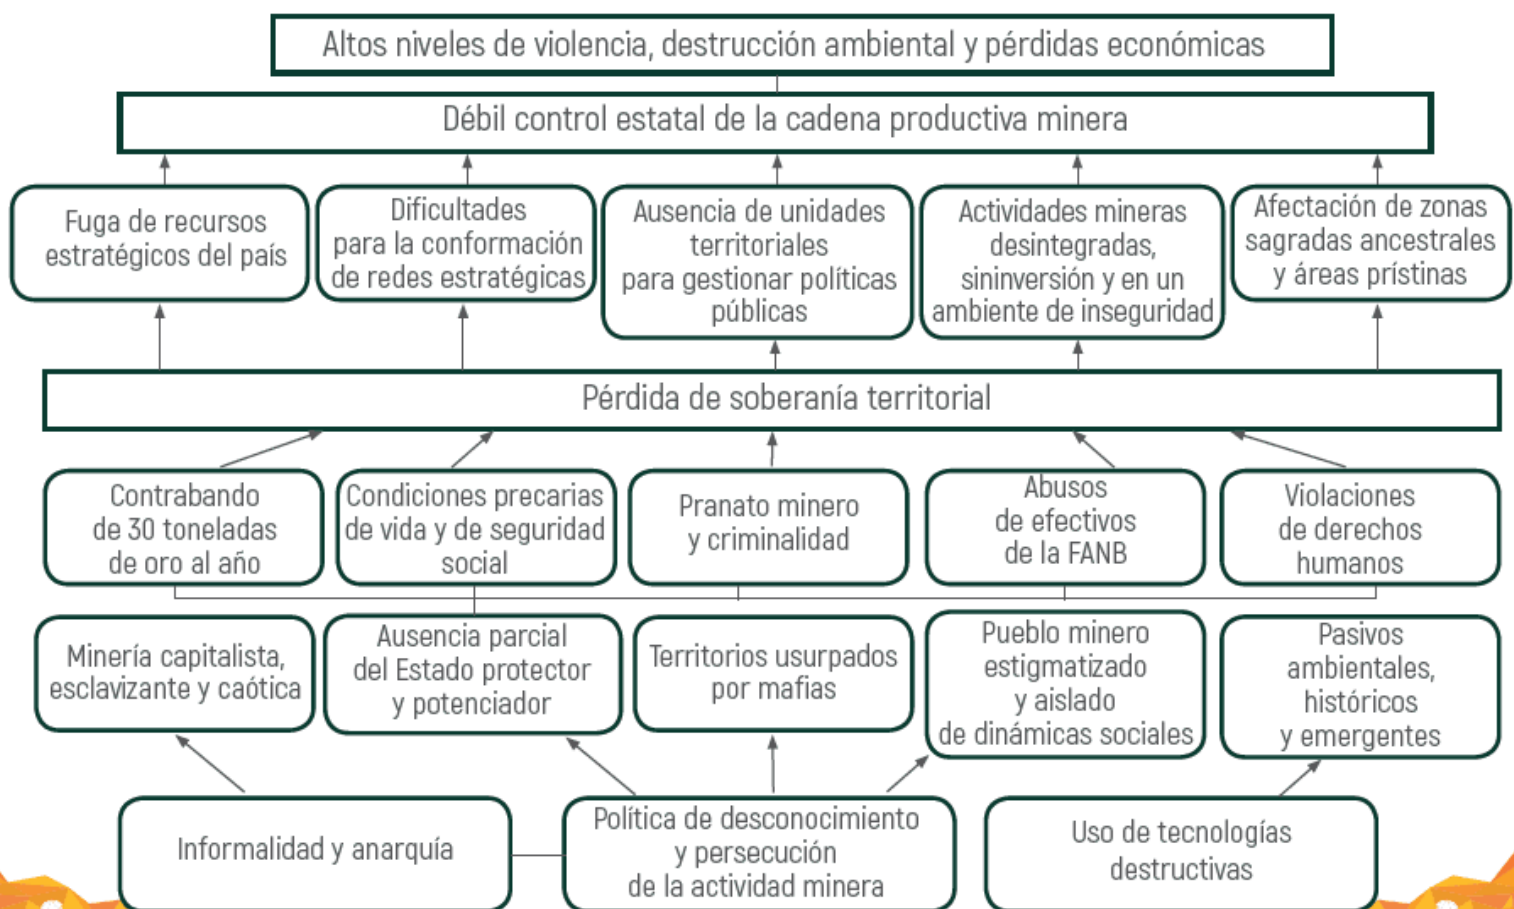 Altos niveles de violencia, destrucción ambiental y pérdidas económicas
Débil control estatal de la cadena productiva minera
Fuga de recursos
estratégicos del país
Dificultades
para la conformación
de redes estratégicas
Ausencia de unidades
territoriales
para gestionar políticas
públicas
Actividades mineras
desintegradas,
sininversión y en un
ambiente de inseguridad
Afectación de zonas
sagradas ancestrales
y áreas prístinas
Pérdida de soberanía territorial
Contrabando
de 30 toneladas
de oro al año
Condiciones precarias
de vida y de seguridad
social
Pranato minero
y criminalidad
Abusos
de efectivos
de la FANB
Violaciones
de derechos
humanos
Minería capitalista,
esclavizante y caótica
Ausencia parcial
del Estado protector
y potenciador
Territorios usurpados
por mafias
Pueblo minero
estigmatizado
y aislado
de dinámicas sociales
Pasivos
ambientales,
históricos
y emergentes
Informalidad y anarquía
Política de desconocimiento
y persecución
de la actividad minera
Uso de tecnologías
destructivas